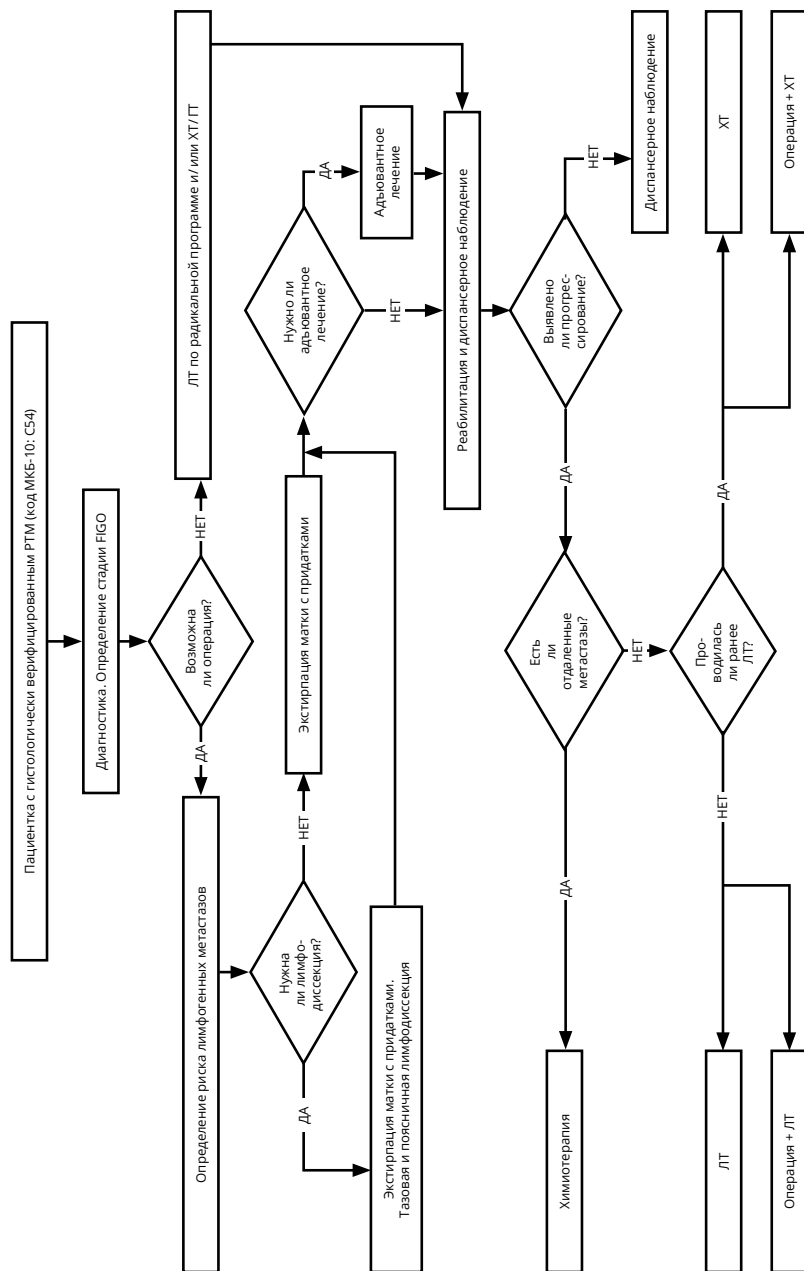 Пациентка с гистологически верифицированным РТМ (код МКБ-10: C54)
Диагностика. Определение стадии FIGO
Возможна
ли операция?
ДА
НЕТ
Определение риска лимфогенных метастазов
ЛТ по радикальной программе и/ или ХТ/ ГТ
Нужна
ли лимфо-
диссекция?
НЕТ
ДА
Экстирпация матки с придатками
Экстирпация матки с придатками.
Тазовая и поясничная лимфодиссекция
Нужно ли
адъювантное
лечение?
ДА
НЕТ
Адъювантное
лечение
Реабилитация и диспансерное наблюдение
Выявлено
ли прогрес-
сирование?
ДА
НЕТ
Диспансерное наблюдение
Есть
ли
отдаленные
метастазы?
ДА
НЕТ
Химиотерапия
Про-
водилась
ли ранее
ЛТ?
НЕТ
ДА
ЛТ
ХТ
Операция + ЛТ
Операция + ХТ